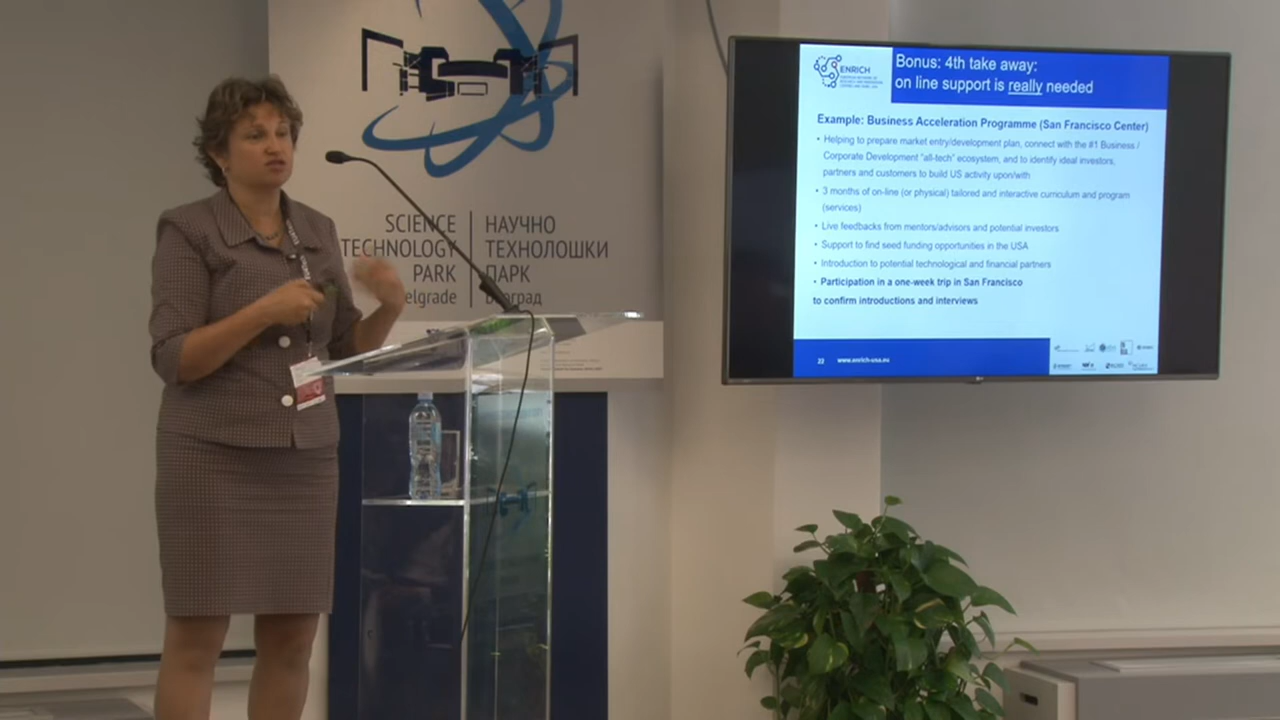 SCIENCE
TECHNOLOGY
PARK
elgrade
НАУЧНО
ТЕХНОЛОШКИ
ПАРК
Београд
ENRICH
Bonus: 4th take away:
on line support is really needed
Example: Business Acceleration Programme (San Francisco Center)
• Helping to prepare market entry/development plan, connect with the #1 Business /
Corporate Development "all-tech" ecosystem, and to identify ideal investors,
partners and customers to build US activity upon/with
• 3 months of on-line (or physical) tailored and interactive curriculum and program
(services)
• Live feedbacks from mentors/advisors and potential investors
• Support to find seed funding opportunities in the USA
• Introduction to potential technological and financial partners
• Participation in a one-week trip in San Francisco
to confirm introductions and interviews
22 www.enrich-usa.eu